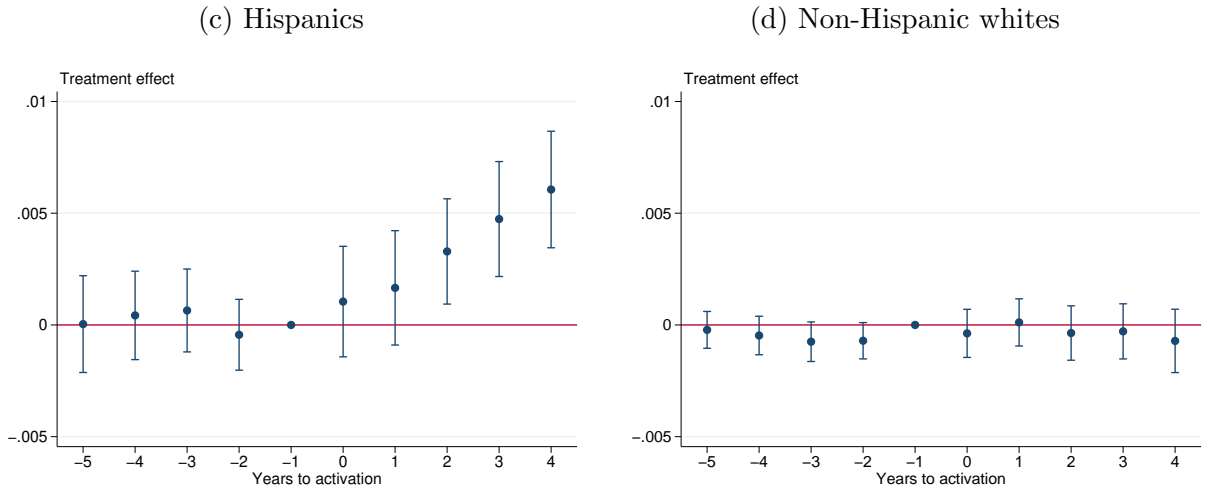 (c) Hispanics
Treatment effect
.01
.005
0
−.005
−5 −4 −3 −2 −1 0 1 2 3 4
Years to activation
(d) Non-Hispanic whites
Treatment effect
.01
.005
0
−.005
−5 −4 −3 −2 −1 0 1 2 3 4
Years to activation